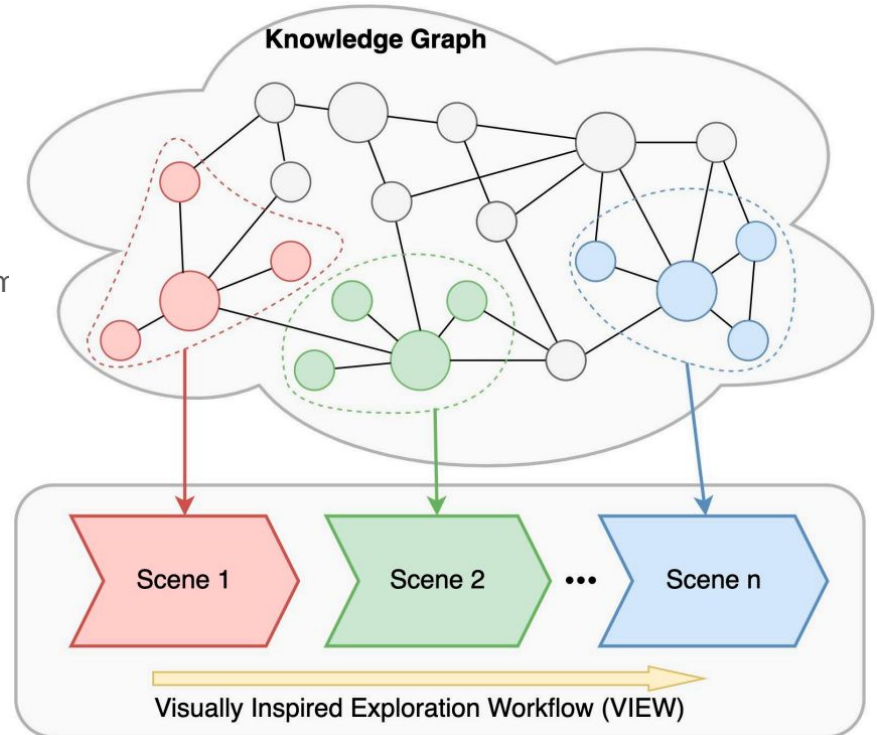 Knowledge Graph
Scene 1
Scene 2
•••
Scene n
Visually Inspired Exploration Workflow (VIEW)